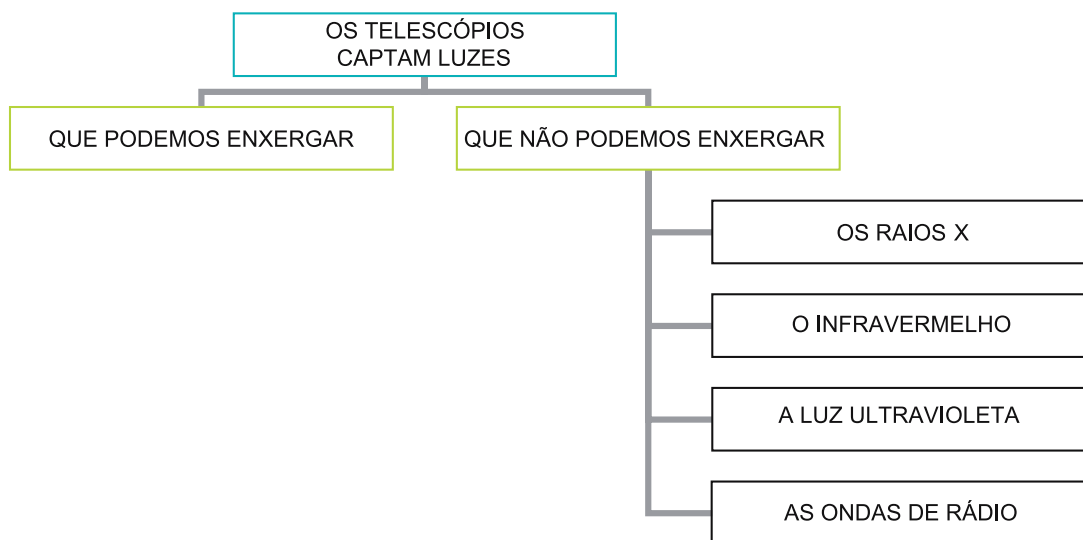 OS TELESCÓPIOS
CAPTAM LUZES
QUE PODEMOS ENXERGAR
QUE NÃO PODEMOS ENXERGAR
OS RAIOS X
O INFRAVERMELHO
A LUZ ULTRAVIOLETA
AS ONDAS DE RÁDIO